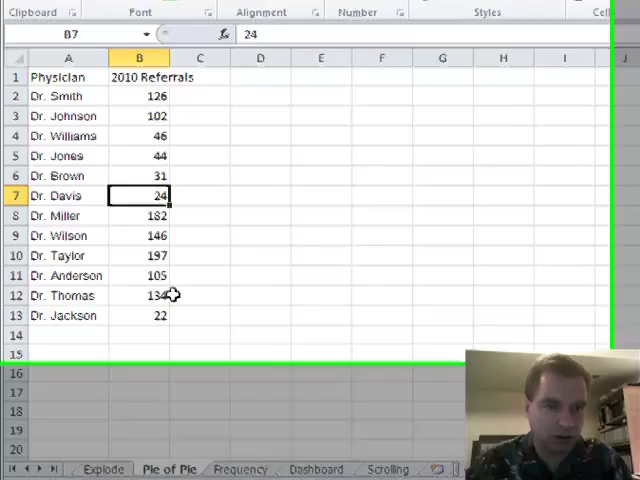 Clipboard Font Alignment Number Styles Cell
B7 fx 24
A B C D E F G H I J
1 Physician 2010 Referrals
2 Dr. Smith 126
3 Dr. Johnson 102
4 Dr. Williams 46
5 Dr. Jones 44
6 Dr. Brown 31
7 Dr. Davis 24
8 Dr. Miller 182
9 Dr. Wilson 146
10 Dr. Taylor 197
11 Dr. Anderson 105
12 Dr. Thomas 134
13 Dr. Jackson 22
14
15
16
17
18
19
20
Explode Pie of Pie Frequency Dashboard Scrolling